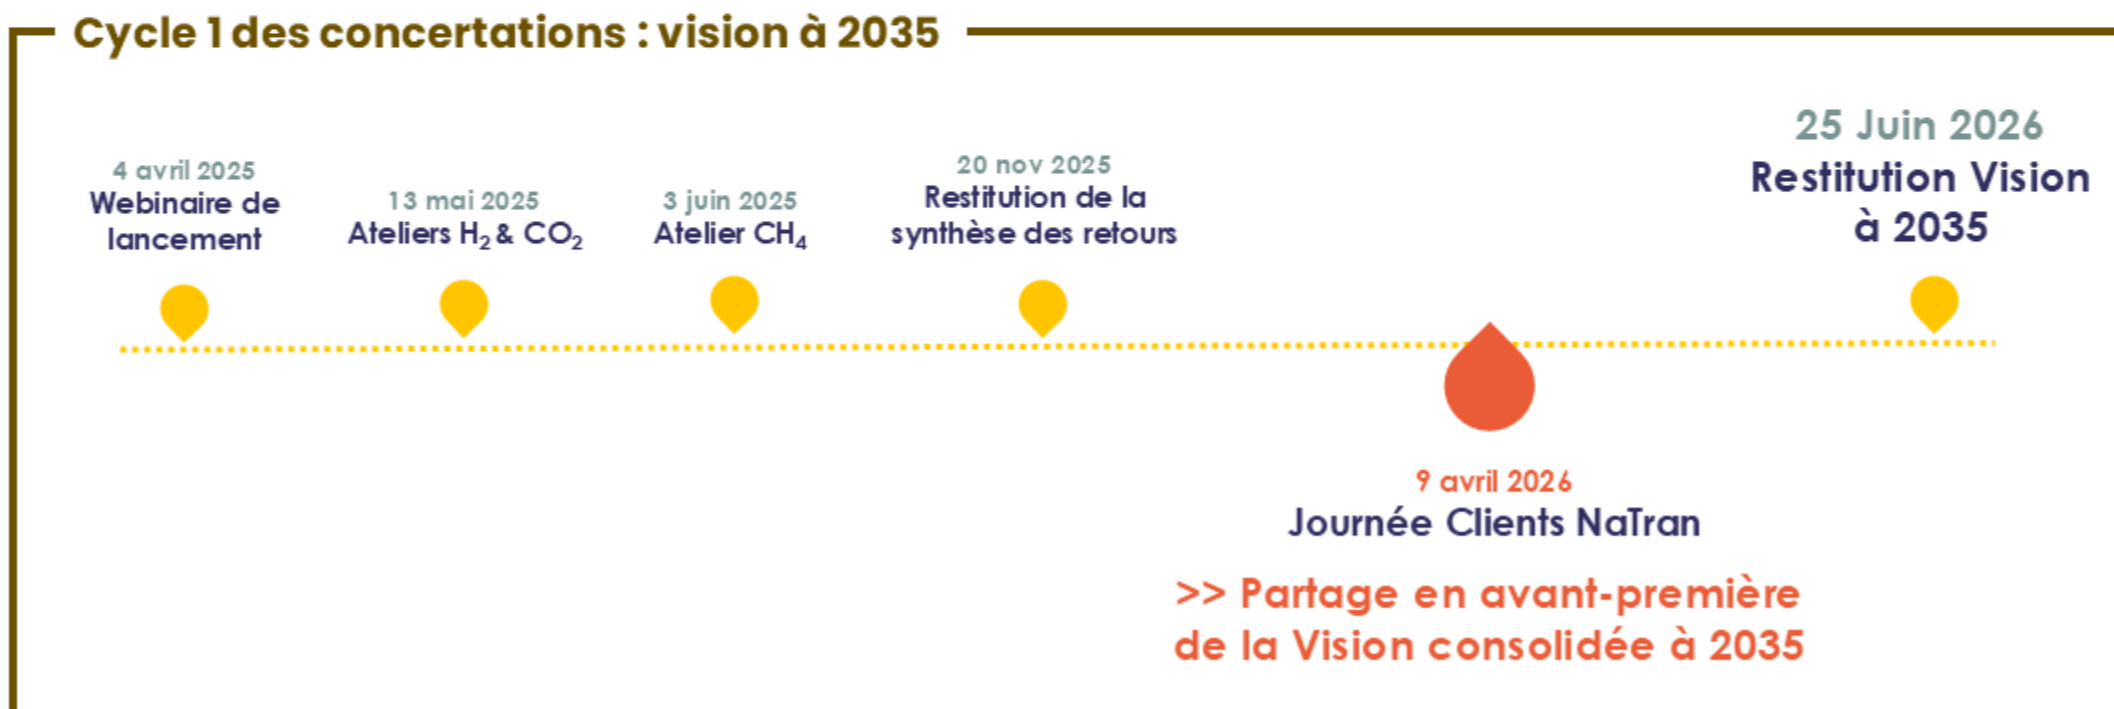 Cycle 1 des concertations : vision à 2035
4 avril 2025
Webinaire de
lancement
13 mai 2025
Ateliers H₂ & CO₂
3 juin 2025
Atelier CH₄
20 nov 2025
Restitution de la
synthèse des retours
25 Juin 2026
Restitution Vision
à 2035
9 avril 2026
Journée Clients NaTran
>> Partage en avant-première
de la Vision consolidée à 2035